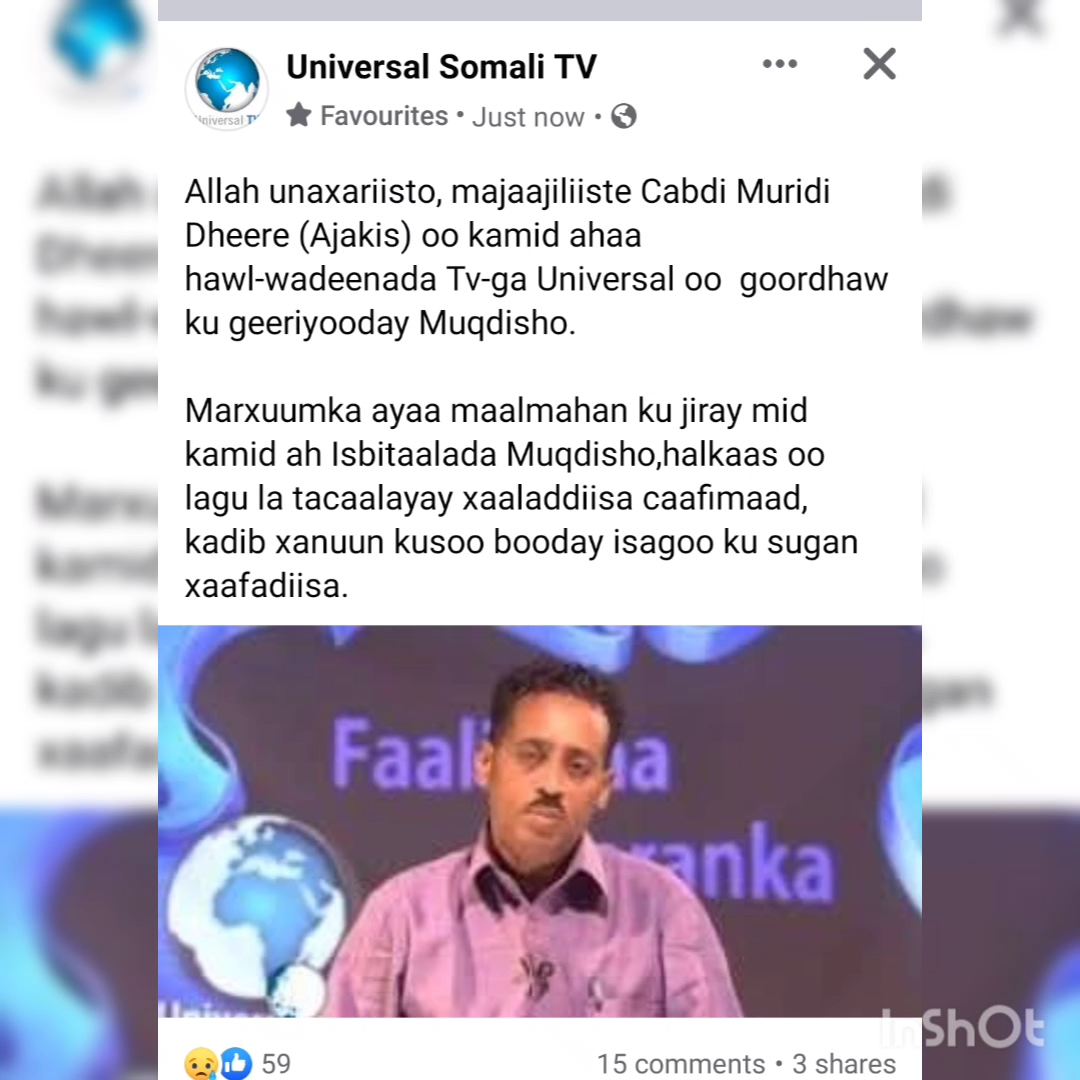 Universal Somali TV
Favourites • Just now •
Universal TV
Allah unaxariisto, majaajiliiste Cabdi Muridi
Dheere (Ajakis) oo kamid ahaa
hawl-wadeenada Tv-ga Universal oo goordhaw
ku geeriyooday Muqdisho.
Marxuumka ayaa maalmahan ku jiray mid
kamid ah Isbitaalada Muqdisho,halkaas oo
lagu la tacaalayay xaaladdiisa caafimaad,
kadib xanuun kusoo booday isagoo ku sugan
xaafadiisa.
InShOt
59
15 comments • 3 shares